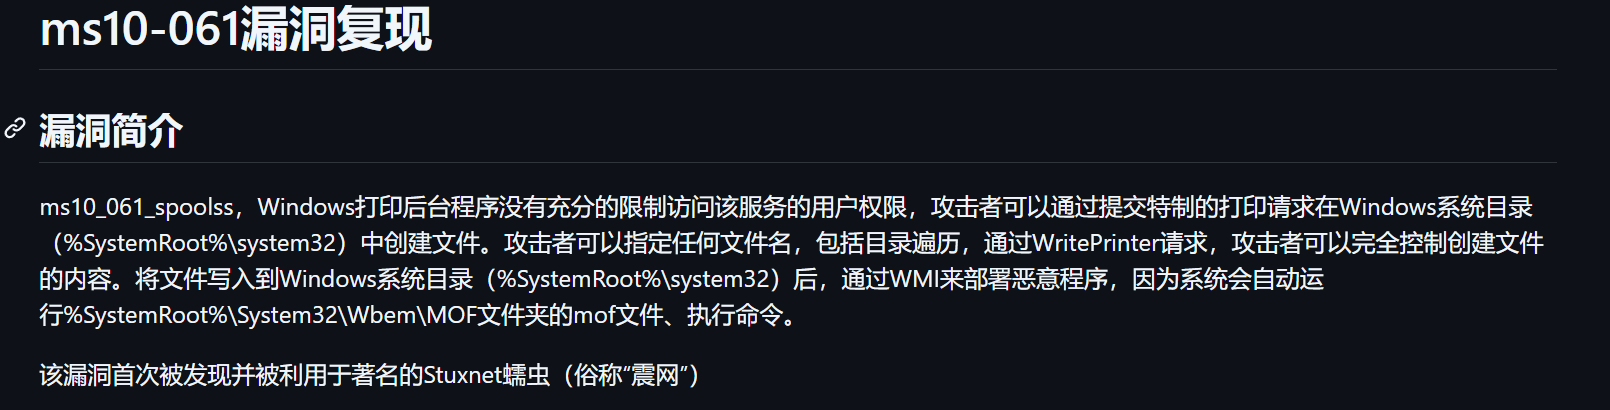 ms10-061漏洞复现
漏洞简介
ms10_061_spoolss，Windows打印后台程序没有充分的限制访问该服务的用户权限，攻击者可以通过提交特制的打印请求在Windows系统目录
（%SystemRoot%\system32）中创建文件。攻击者可以指定任何文件名，包括目录遍历，通过WritePrinter请求，攻击者可以完全控制创建文件
的内容。将文件写入到Windows系统目录（%SystemRoot%\system32）后，通过WMI来部署恶意程序，因为系统会自动运
行%SystemRoot%\System32\Wbem\MOF文件夹的mof文件、执行命令。
该漏洞首次被发现并被利用于著名的Stuxnet蠕虫（俗称“震网”）